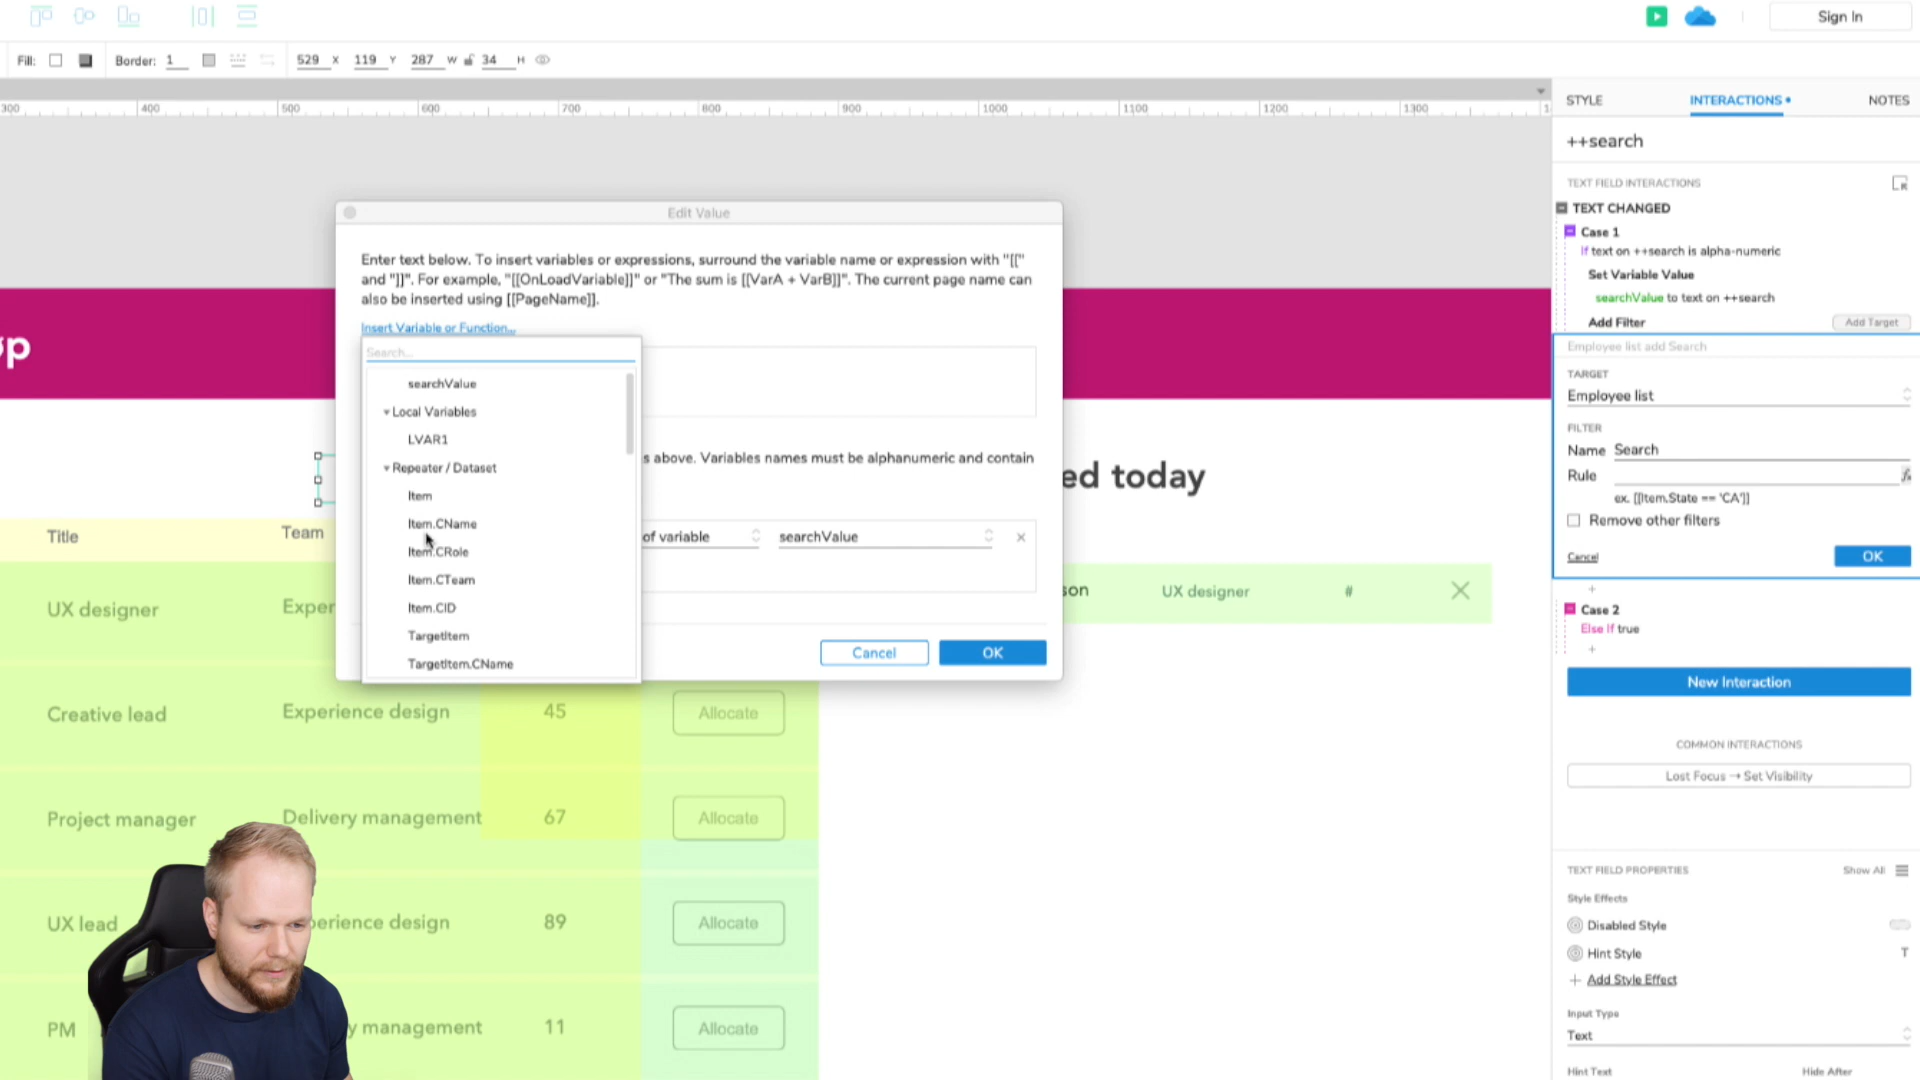 Sign In
Fill: Border: 1 529 X 119 Y 287 W 34 H
300 400 500 600 700 800 900 1000 1100 1200 1300
STYLE INTERACTIONS NOTES
++search
TEXT FIELD INTERACTIONS
TEXT CHANGED
Case 1
If text on ++search is alpha-numeric
Set Variable Value
searchValue to text on ++search
Add Filter Add Target
Employee list add Search
TARGET
Employee list
FILTER
Name Search
Rule fx
ex. [[Item.State == 'CA']]
Remove other filters
Cancel OK
Case 2
Else If true
New Interaction
COMMON INTERACTIONS
Lost Focus → Set Visibility
TEXT FIELD PROPERTIES Show All
Style Effects
Disabled Style
Hint Style T
Add Style Effect
Input Type
Text
Hint Text Hide After
Edit Value
Enter text below. To insert variables or expressions, surround the variable name or expression with "[["
and "]]". For example, "[[OnLoadVariable]]" or "The sum is [[VarA + VarB]]". The current page name can
also be inserted using [[PageName]].
Insert Variable or Function...
Search...
searchValue
Local Variables
LVAR1
Repeater / Dataset
Item
Item.CName
Item.CRole
Item.CTeam
Item.CID
TargetItem
TargetItem.CName
s above. Variables names must be alphanumeric and contain
of variable searchValue
Cancel OK
øp
ed today
Title Team
UX designer Exper
son UX designer #
Creative lead Experience design 45 Allocate
Project manager Delivery management 67 Allocate
UX lead perience design 89 Allocate
PM y management 11 Allocate